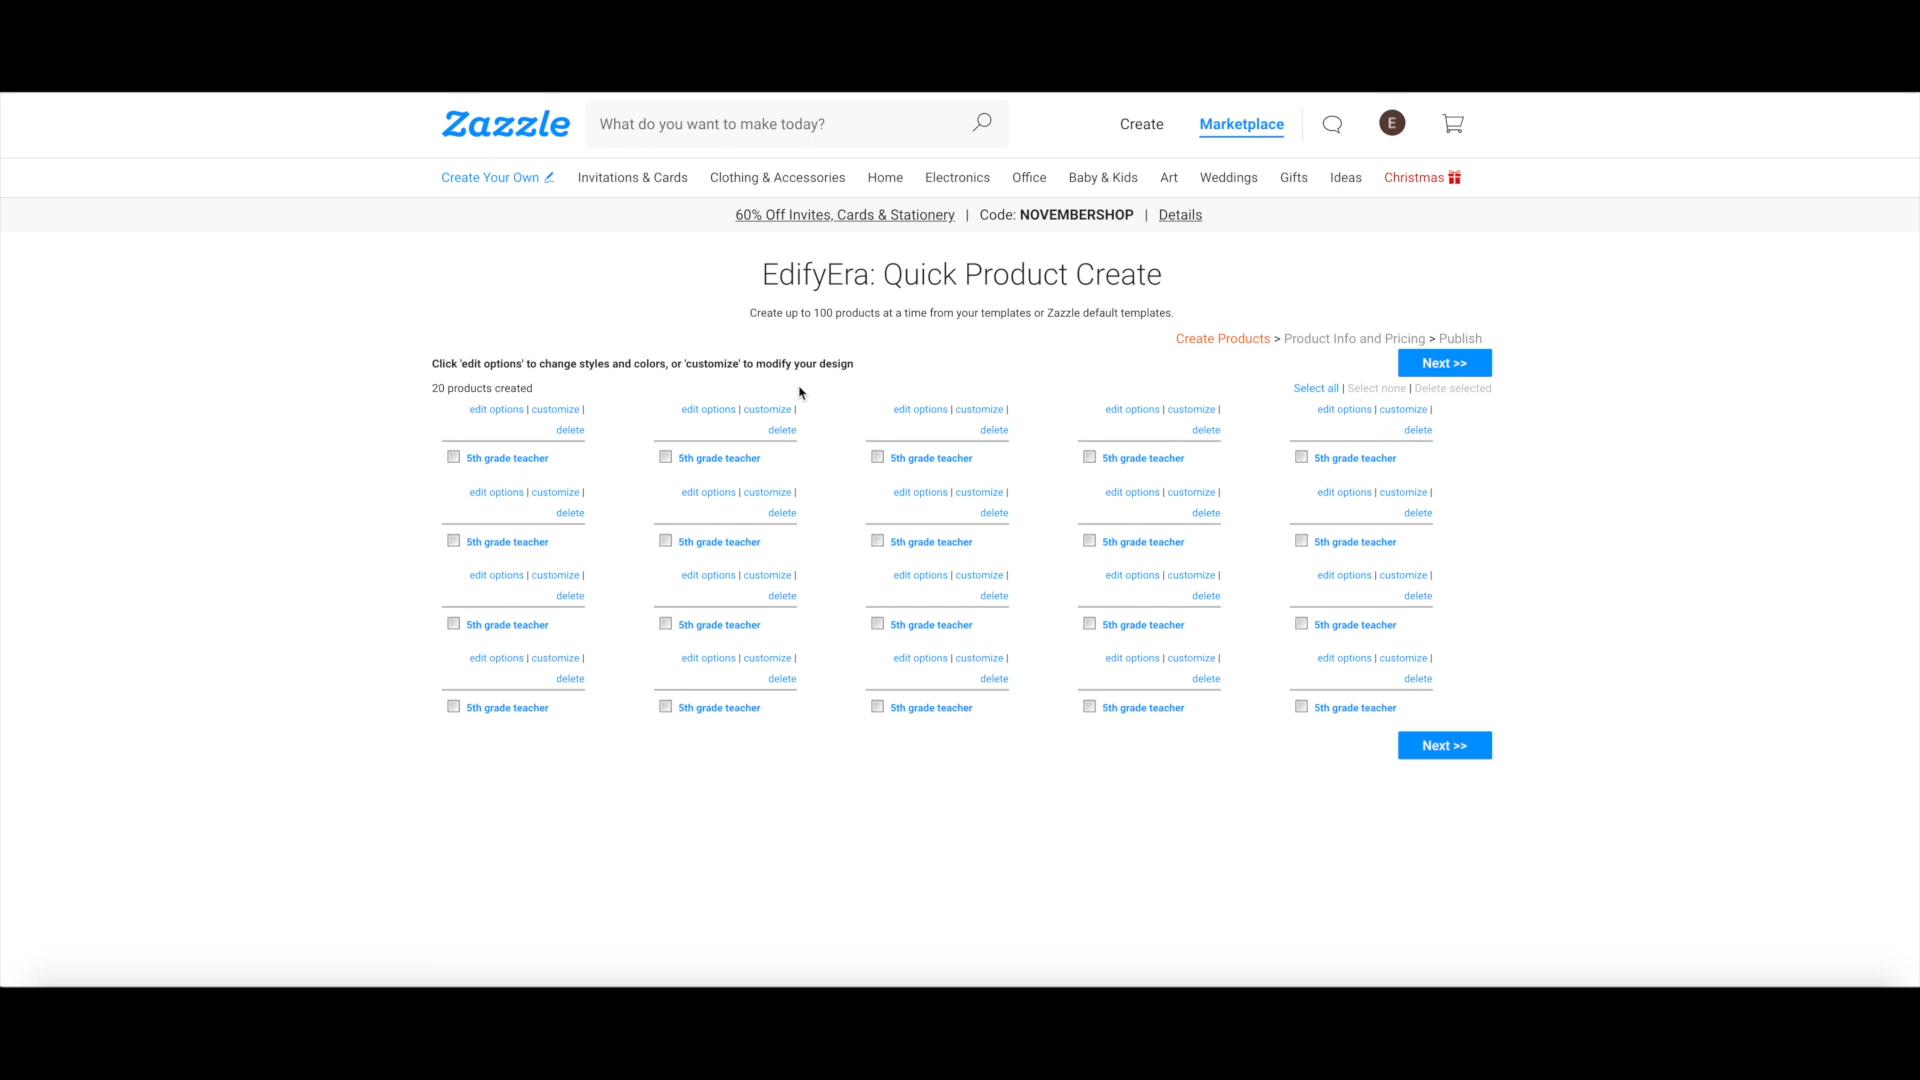 Zazzle What do you want to make today? Create Marketplace E
Create Your Own Invitations & Cards Clothing & Accessories Home Electronics Office Baby & Kids Art Weddings Gifts Ideas Christmas
60% Off Invites, Cards & Stationery | Code: NOVEMBERSHOP | Details
EdifyEra: Quick Product Create
Create up to 100 products at a time from your templates or Zazzle default templates.
Create Products > Product Info and Pricing > Publish
Click 'edit options' to change styles and colors, or 'customize' to modify your design Next >>
20 products created Select all | Select none | Delete selected
edit options | customize | edit options | customize | edit options | customize | edit options | customize | edit options | customize |
delete delete delete delete delete
5th grade teacher 5th grade teacher 5th grade teacher 5th grade teacher 5th grade teacher
edit options | customize | edit options | customize | edit options | customize | edit options | customize | edit options | customize |
delete delete delete delete delete
5th grade teacher 5th grade teacher 5th grade teacher 5th grade teacher 5th grade teacher
edit options | customize | edit options | customize | edit options | customize | edit options | customize | edit options | customize |
delete delete delete delete delete
5th grade teacher 5th grade teacher 5th grade teacher 5th grade teacher 5th grade teacher
edit options | customize | edit options | customize | edit options | customize | edit options | customize | edit options | customize |
delete delete delete delete delete
5th grade teacher 5th grade teacher 5th grade teacher 5th grade teacher 5th grade teacher
Next >>